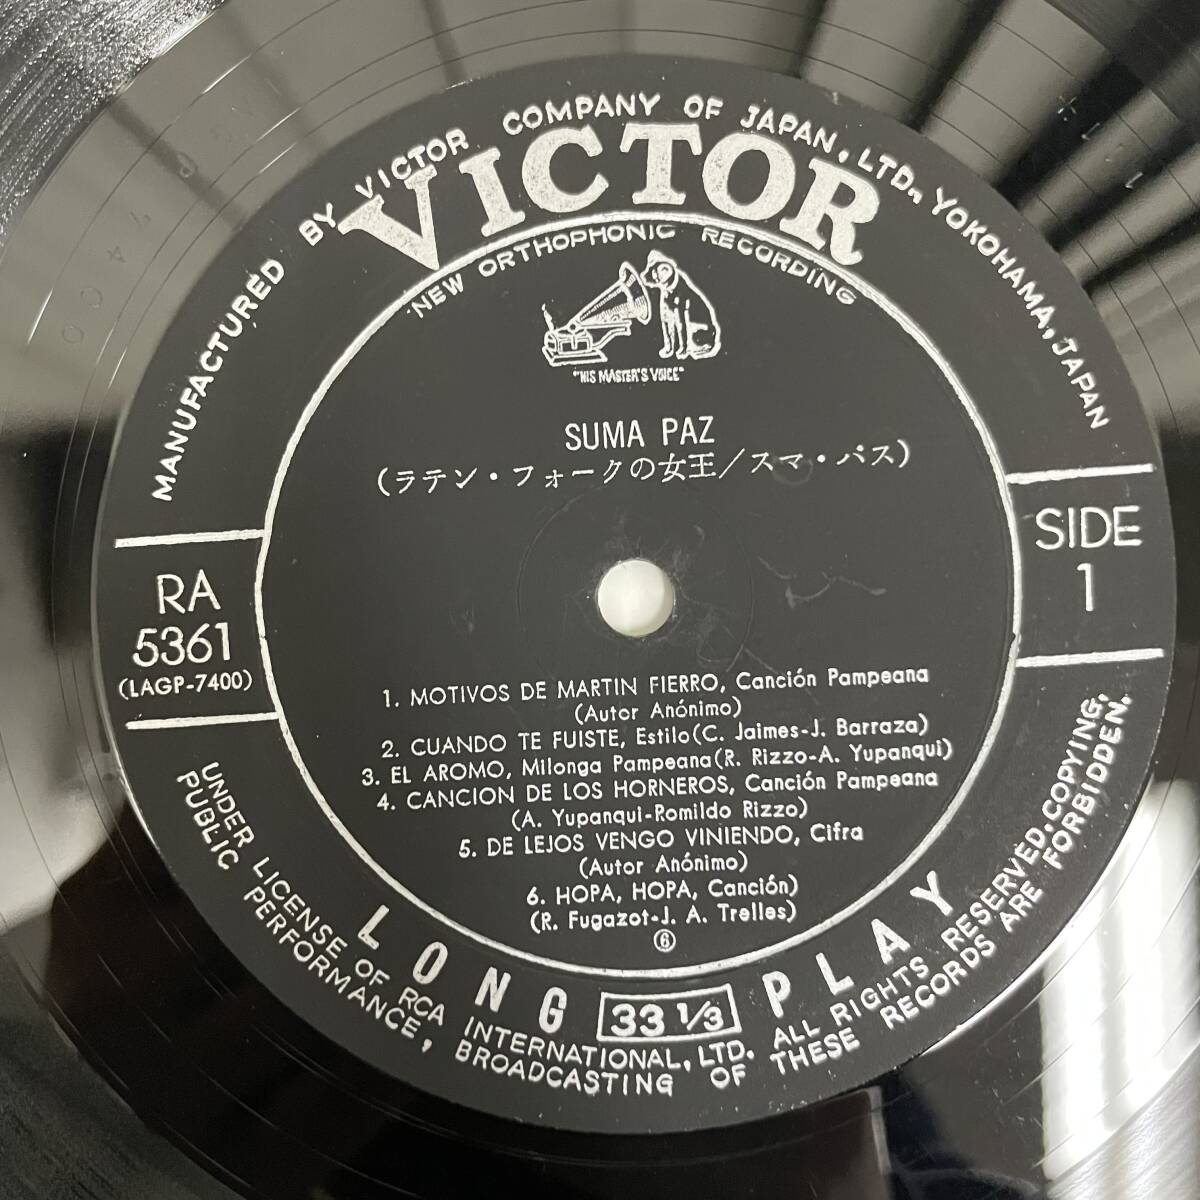 MANUFACTURED BY VICTOR COMPANY OF JAPAN, LTD., YOKOHAMA, JAPAN
VICTOR
NEW ORTHOPHONIC RECORDING
"HIS MASTER'S VOICE"
SUMA PAZ
(ラテン・フォークの女王/スマ・パス)
RA
5361
(LAGP-7400)
SIDE
1
1. MOTIVOS DE MARTIN FIERRO, Canción Pampeana
(Autor Anónimo)
2. CUANDO TE FUISTE, Estilo(C. Jaimes-J. Barraza)
3. EL AROMO, Milonga Pampeana(R. Rizzo-A. Yupanqui)
4. CANCION DE LOS HORNEROS, Canción Pampeana
(A. Yupanqui-Romildo Rizzo)
5. DE LEJOS VENGO VINIENDO, Cifra
(Autor Anónimo)
6. HOPA, HOPA, Canción)
(R. Fugazot-J. A. Trelles)
⑥
LONG 33 1/3 PLAY
UNDER LICENSE OF RCA INTERNATIONAL, LTD. ALL RIGHTS RESERVED. COPYING,
PUBLIC PERFORMANCE, BROADCASTING OF THESE RECORDS ARE FORBIDDEN.